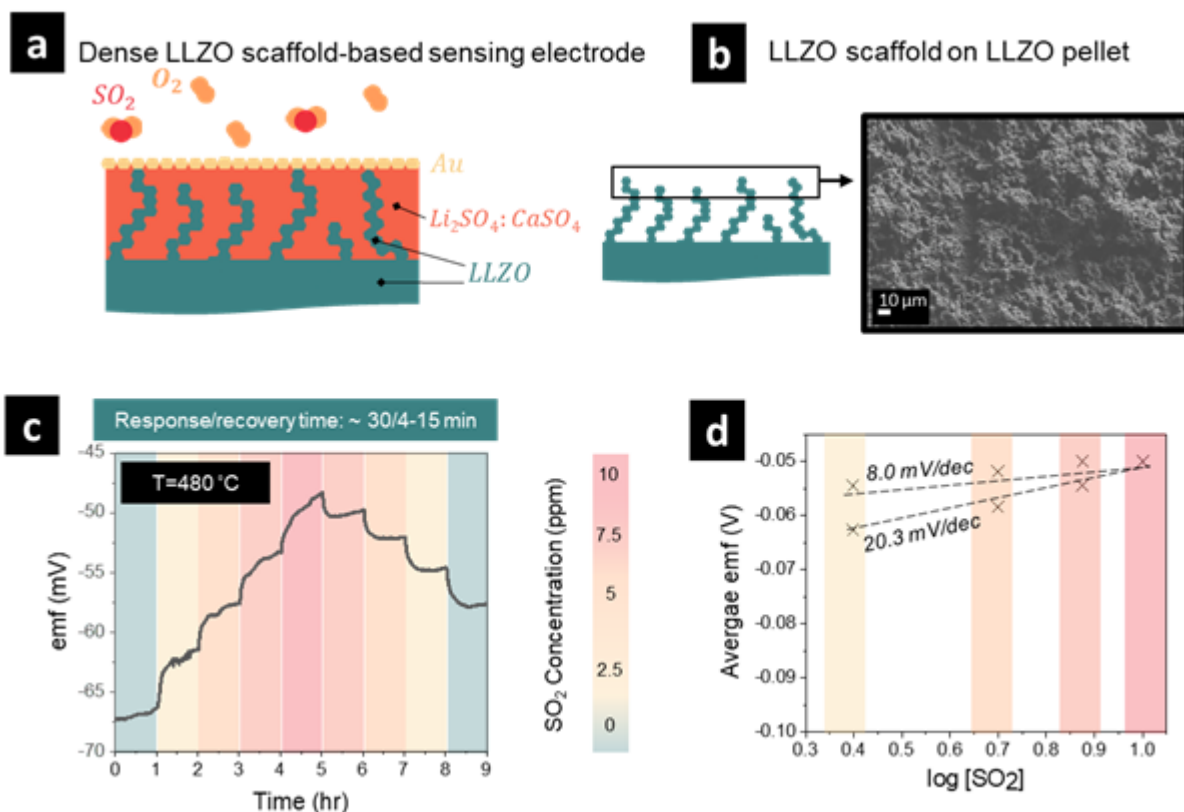 a
Dense LLZO scaffold-based sensing electrode
O₂
SO₂
Au
Li₂SO₄: CaSO₄
LLZO
b
LLZO scaffold on LLZO pellet
10 µm
c
Response/recovery time: ~ 30/4-15 min
T=480 °C
-45
-50
-55
-60
-65
-70
emf (mV)
0 1 2 3 4 5 6 7 8 9
Time (hr)
SO₂ Concentration (ppm)
10
7.5
5
2.5
0
d
8.0 mV/dec
20.3 mV/dec
-0.05
-0.06
-0.07
-0.08
-0.09
-0.10
Avergae emf (V)
0.3 0.4 0.5 0.6 0.7 0.8 0.9 1.0
log [SO₂]